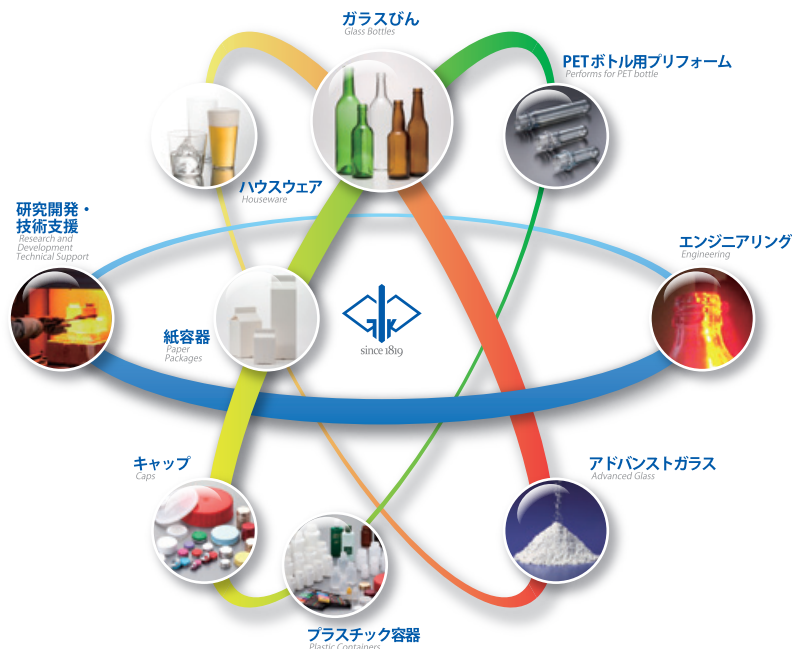 ガラスびん
Glass Bottles
PETボトル用プリフォーム
Performs for PET bottle
ハウスウェア
Houseware
研究開発・
技術支援
Research and
Development
Technical Support
エンジニアリング
Engineering
紙容器
Paper
Packages
since 1819
キャップ
Caps
アドバンストガラス
Advanced Glass
プラスチック容器
Plastic Containers